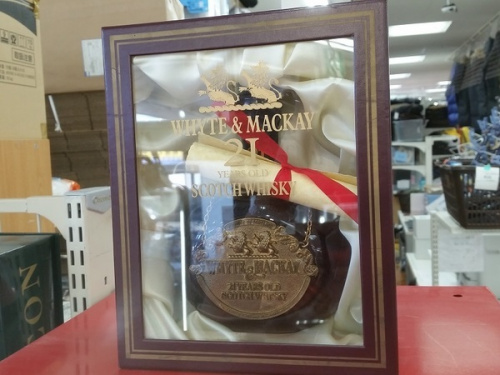 WHYTE & MACKAY
21
YEARS OLD
SCOTCH WHISKY
WHYTE & MACKAY
21 YEARS OLD
SCOTCH WHISKY